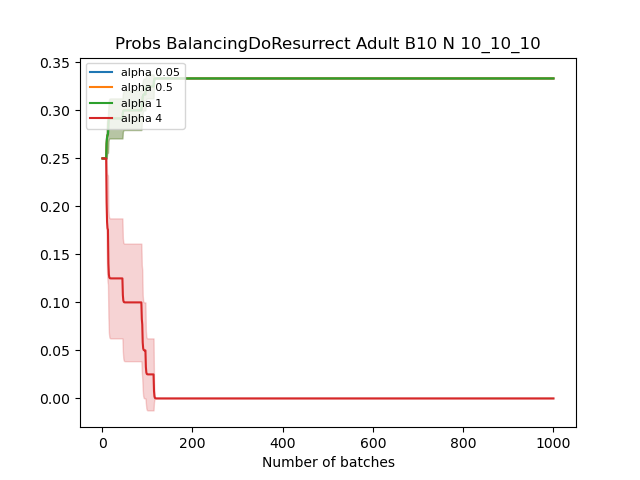 Probs BalancingDoResurrect Adult B10 N 10_10_10
0.35
0.30
0.25
0.20
0.15
0.10
0.05
0.00
alpha 0.05
alpha 0.5
alpha 1
alpha 4
0 200 400 600 800 1000
Number of batches